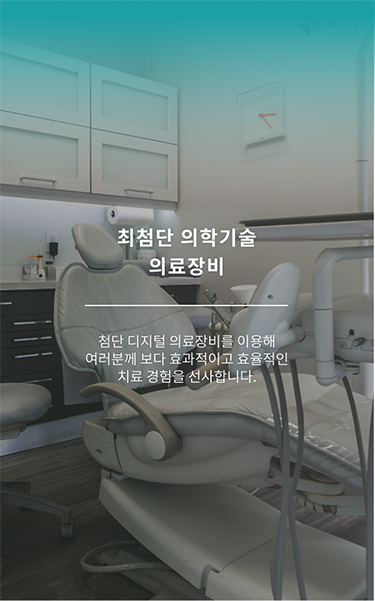 최첨단 의학기술
의료장비
첨단 디지털 의료장비를 이용해
여러분께 보다 효과적이고 효율적인
치료 경험을 선사합니다.